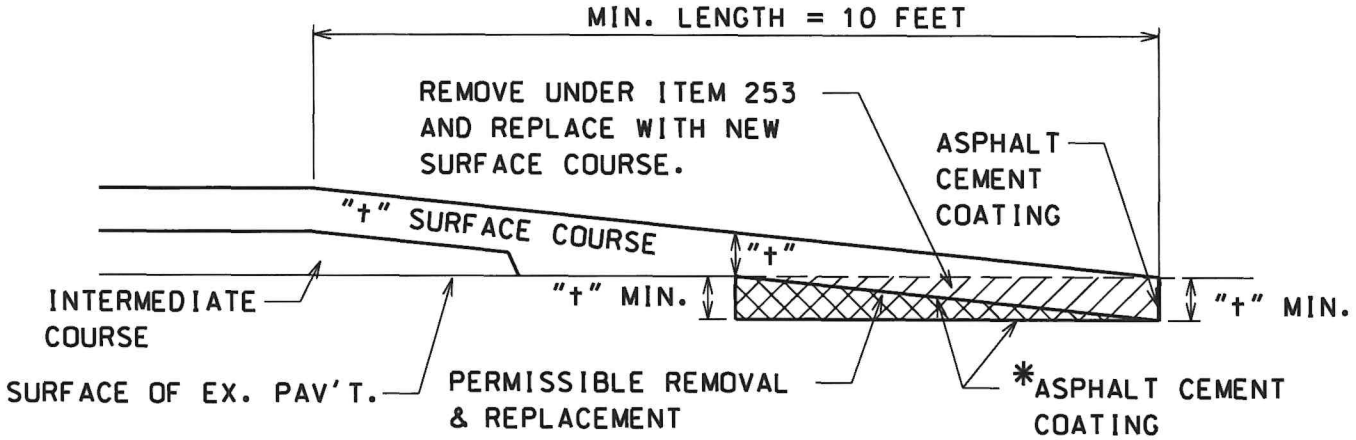 MIN. LENGTH = 10 FEET
REMOVE UNDER ITEM 253
AND REPLACE WITH NEW
SURFACE COURSE.
ASPHALT
CEMENT
COATING
"t" SURFACE COURSE
"t"
INTERMEDIATE
COURSE
"t" MIN.
"t" MIN.
SURFACE OF EX. PAV'T.
PERMISSIBLE REMOVAL
& REPLACEMENT
*ASPHALT CEMENT
COATING